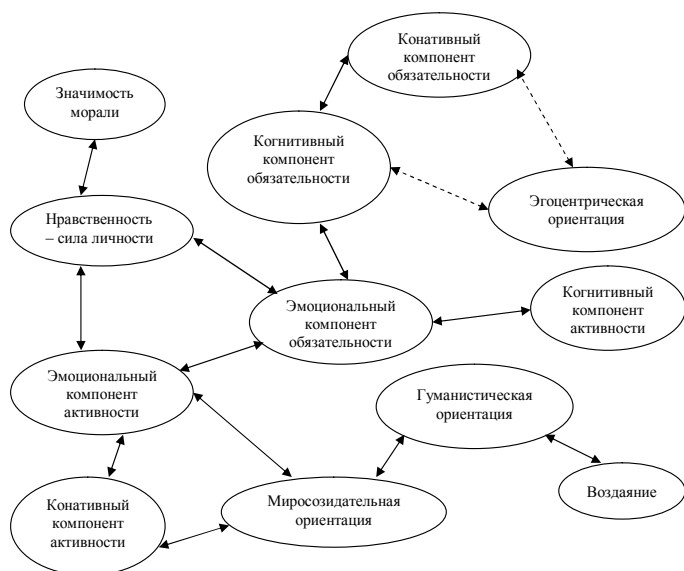 Конативный
компонент
обязательности
Значимость
морали
Когнитивный
компонент
обязательности
Эгоцентрическая
ориентация
Нравственность
– сила личности
Эмоциональный
компонент
обязательности
Когнитивный
компонент
активности
Эмоциональный
компонент
активности
Гуманистическая
ориентация
Воздаяние
Миросозидательная
ориентация
Конативный
компонент
активности